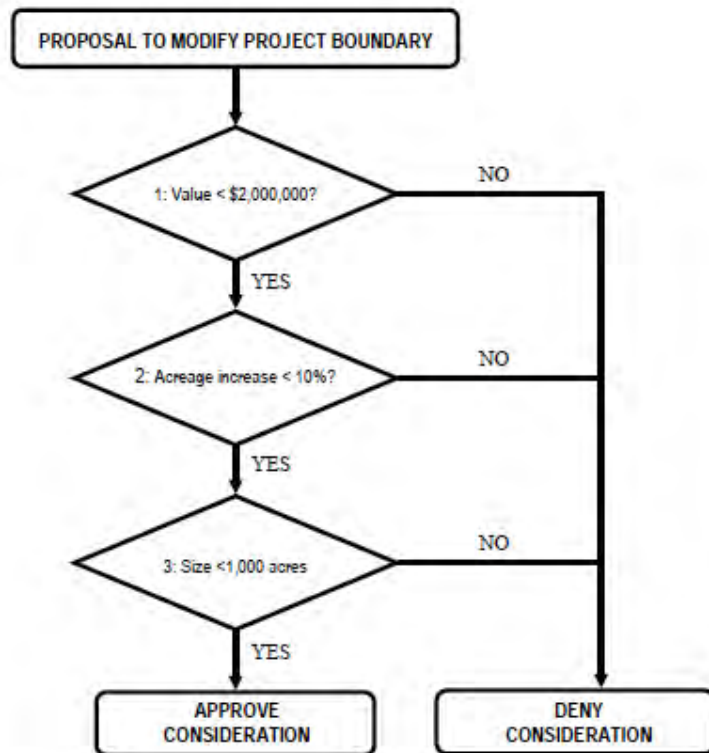 PROPOSAL TO MODIFY PROJECT BOUNDARY
1: Value < $2,000,000?
NO
YES
2: Acreage increase < 10%?
NO
YES
3: Size <1,000 acres
NO
YES
APPROVE
CONSIDERATION
DENY
CONSIDERATION